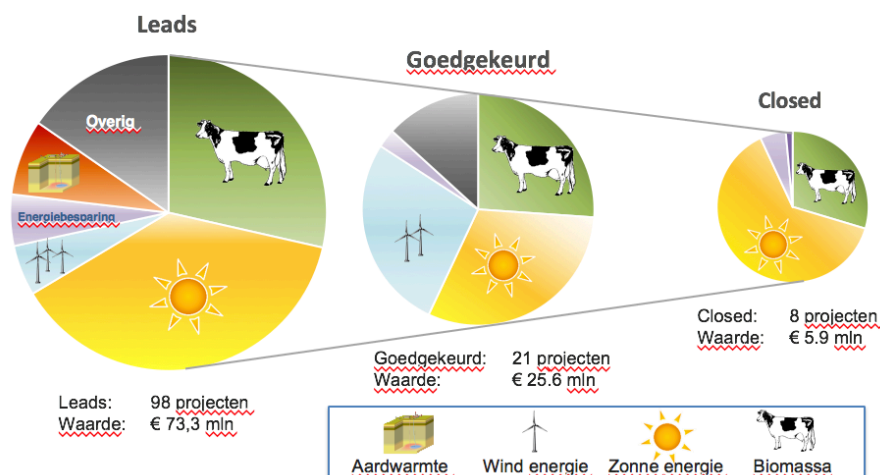 Leads
Goedgekeurd
Closed
Overig
Energiebesparing
Closed: 8 projecten
Waarde: € 5.9 mln
Goedgekeurd: 21 projecten
Waarde: € 25.6 mln
Leads: 98 projecten
Waarde: € 73,3 mln
Aardwarmte Wind energie Zonne energie Biomassa